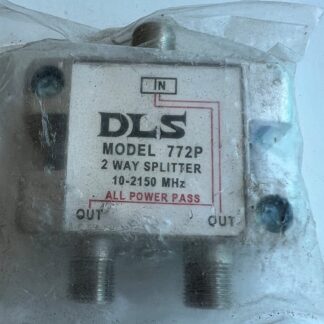 IN
DLS
MODEL 772P
2 WAY SPLITTER
10-2150 MHz
ALL POWER PASS
OUT OUT